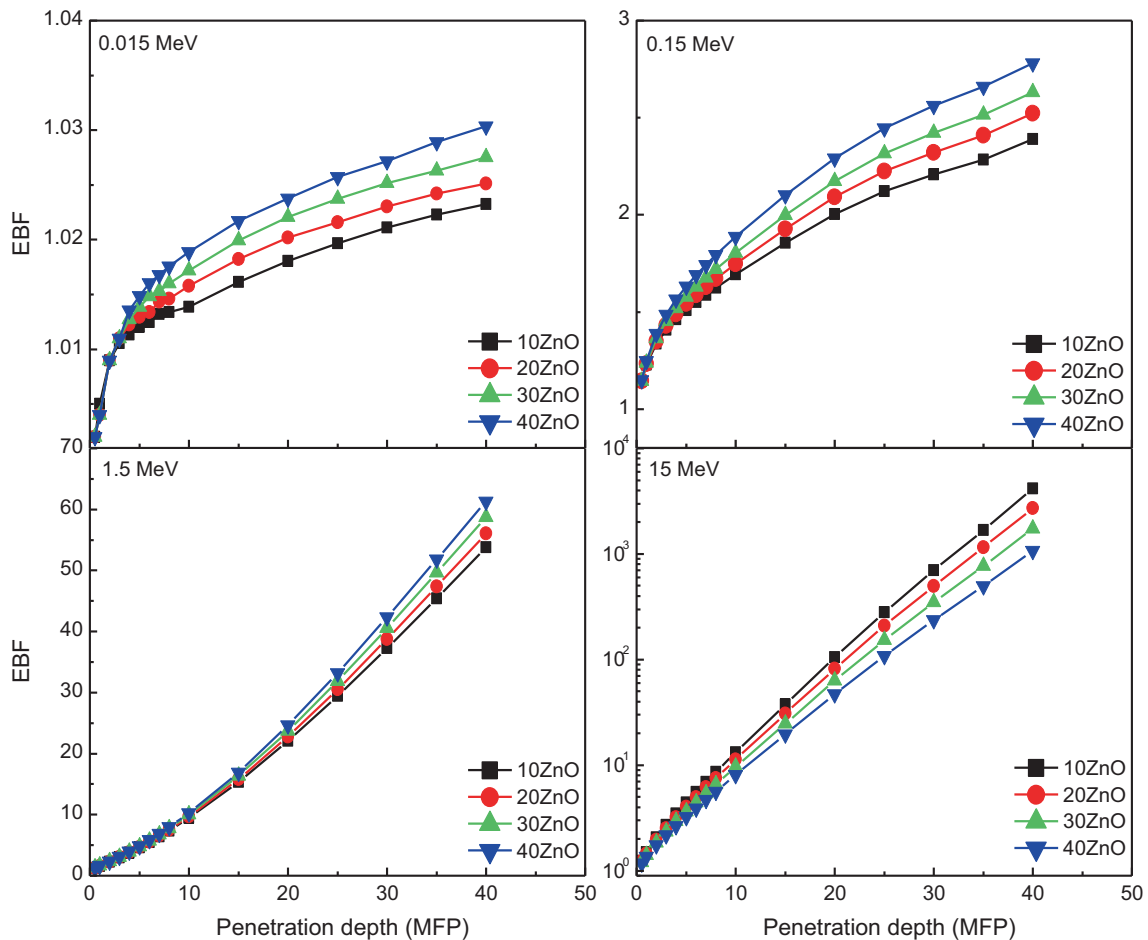 1.04
1.03
1.02
1.01
EBF
0.015 MeV
10ZnO
20ZnO
30ZnO
40ZnO
3
2
1
0.15 MeV
10ZnO
20ZnO
30ZnO
40ZnO
70
60
50
40
30
20
10
0
EBF
1.5 MeV
10ZnO
20ZnO
30ZnO
40ZnO
0 10 20 30 40 50
Penetration depth (MFP)
10⁴
10³
10²
10¹
10⁰
15 MeV
10ZnO
20ZnO
30ZnO
40ZnO
0 10 20 30 40 50
Penetration depth (MFP)